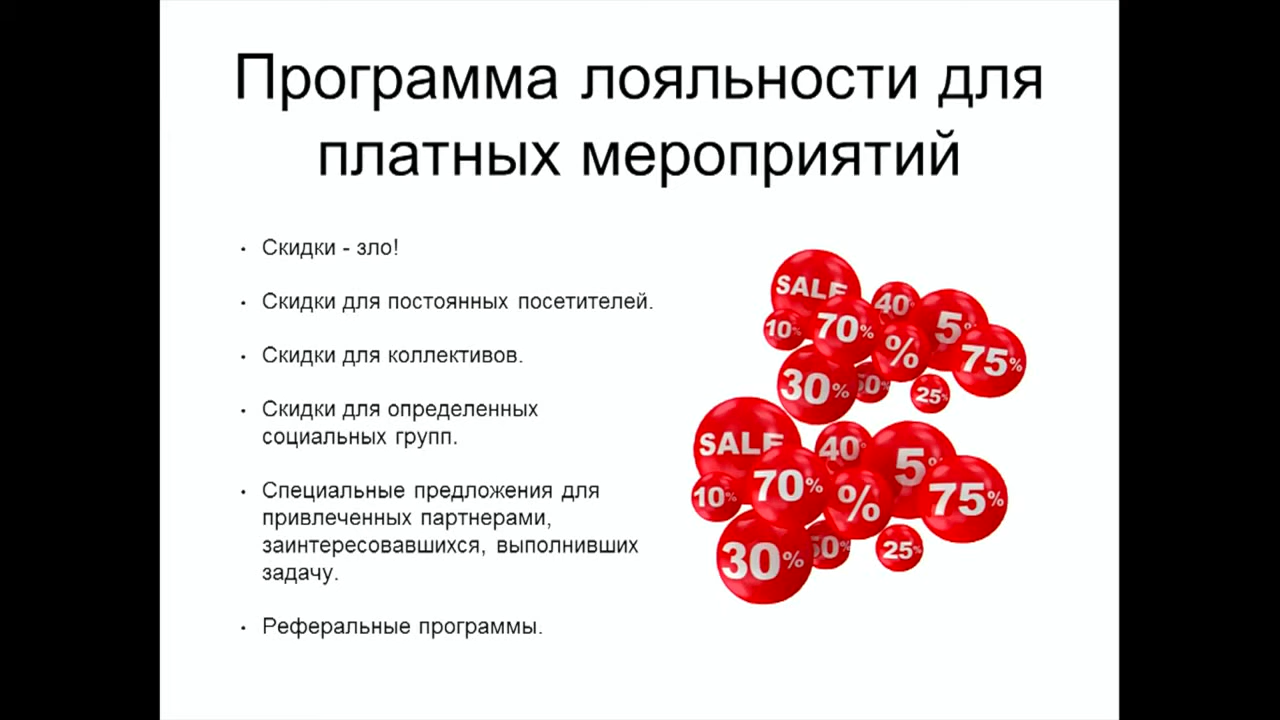 Программа лояльности для
платных мероприятий
• Скидки - зло!
• Скидки для постоянных посетителей.
• Скидки для коллективов.
• Скидки для определенных
социальных групп.
• Специальные предложения для
привлеченных партнерами,
заинтересовавшихся, выполнивших
задачу.
• Реферальные программы.
SALE
40%
5%
10%
70%
%
75%
30%
50%
25%
SALE
40%
5%
10%
70%
%
75%
30%
50%
25%